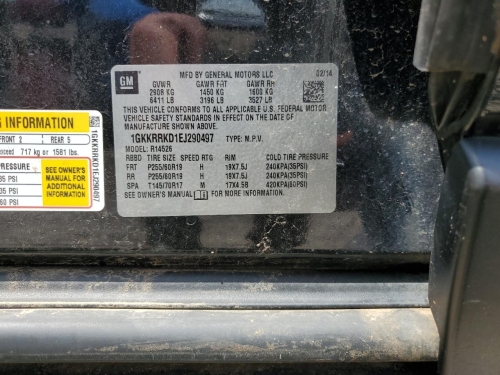 GM
MFD BY GENERAL MOTORS LLC 02/14
GVWR GAWR FRT GAWR RR
2908 KG 1450 KG 1600 KG
6411 LB 3196 LB 3527 LB
THIS VEHICLE CONFORMS TO ALL APPLICABLE U.S. FEDERAL MOTOR
VEHICLE SAFETY STANDARDS IN EFFECT ON THE DATE OF
MANUFACTURE SHOWN ABOVE.
1GKKRRKD1EJ290497 TYPE: M.P.V.
MODEL: R14526
TIRE SIZE SPEED RTG RIM COLD TIRE PRESSURE
FRT P255/60R19 H 19X7.5J 240KPA(35PSI)
RR P255/60R19 H 19X7.5J 240KPA(35PSI)
SPA T145/70R17 M 17X4.5B 420KPA(60PSI)
SEE OWNER'S MANUAL FOR MORE INFORMATION.
G INFORMATION
FRONT 2 REAR 5
exceed 717 kg or 1581 lbs.
PRESSURE
35 PSI
35 PSI
60 PSI
SEE OWNER'S
MANUAL FOR
ADDITIONAL
INFORMATION
1GKKRRKD1EJ290497